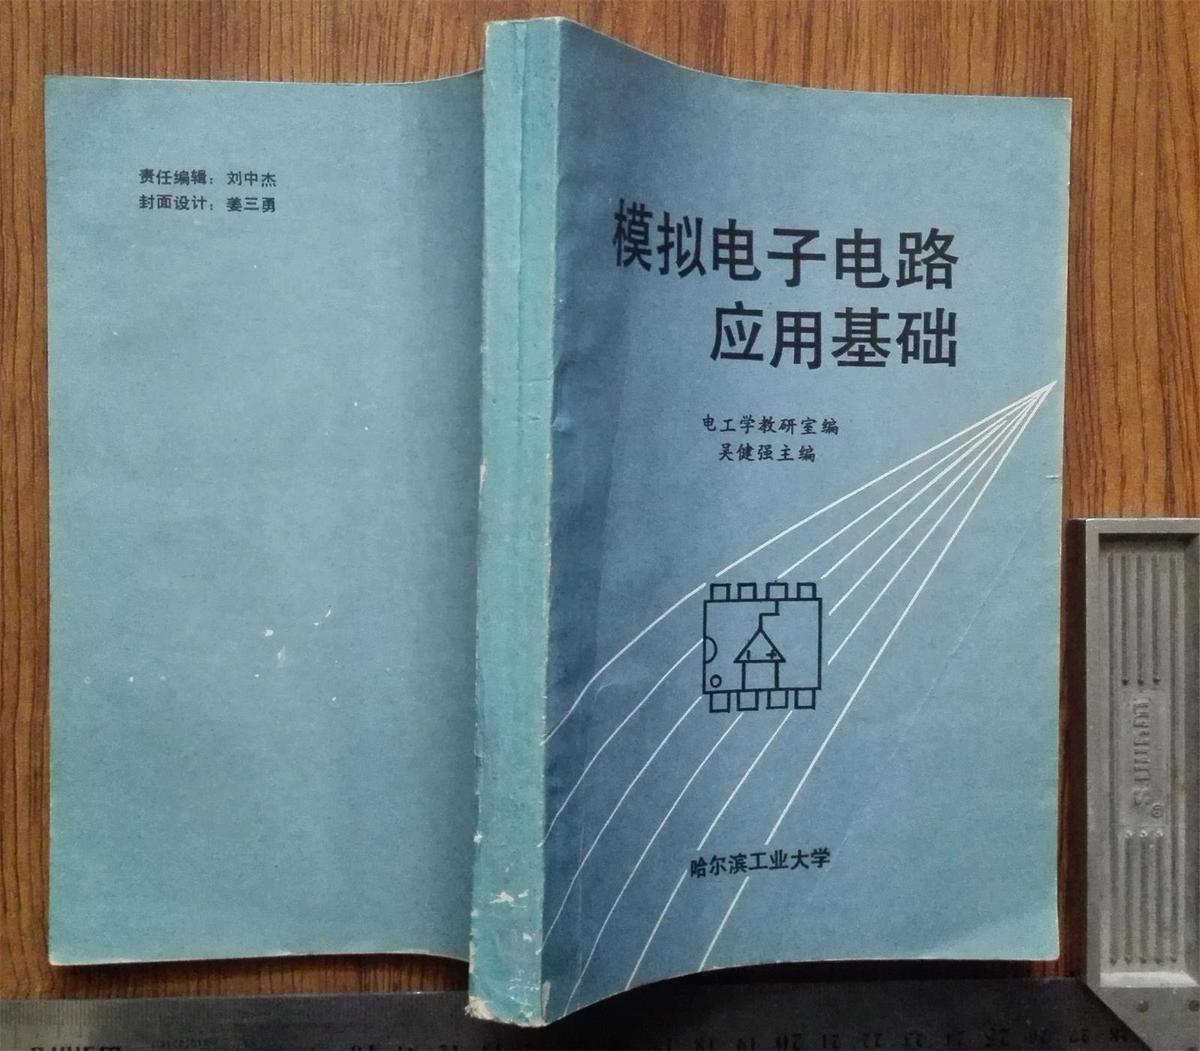 责任编辑：刘中杰
封面设计：姜三勇
模拟电子电路
应用基础
电工学教研室编
吴健强主编
哈尔滨工业大学